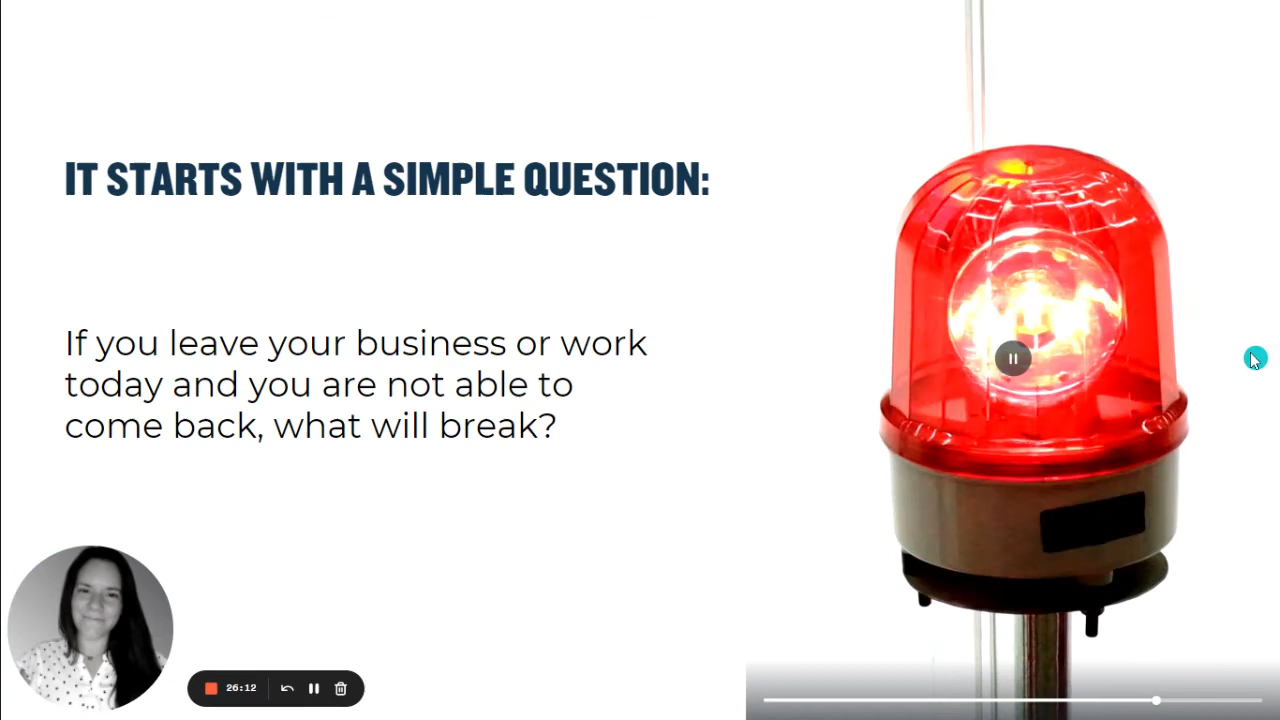 IT STARTS WITH A SIMPLE QUESTION:
If you leave your business or work
today and you are not able to
come back, what will break?
26:12